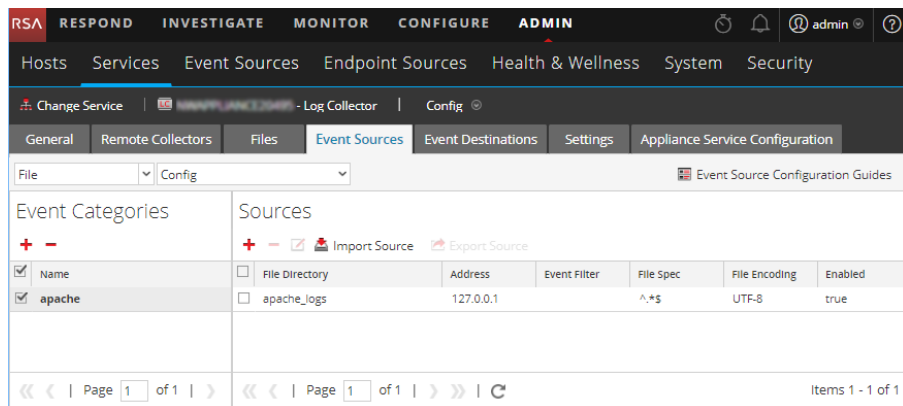 RSA RESPOND INVESTIGATE MONITOR CONFIGURE ADMIN admin
Hosts Services Event Sources Endpoint Sources Health & Wellness System Security
Change Service | LC - Log Collector | Config
General Remote Collectors Files Event Sources Event Destinations Settings Appliance Service Configuration
File Config Event Source Configuration Guides
Event Categories Sources
+ − + − Import Source Export Source
Name File Directory Address Event Filter File Spec File Encoding Enabled
apache apache_logs 127.0.0.1 ^.*$ UTF-8 true
Page 1 of 1 | Page 1 of 1 | Items 1 - 1 of 1